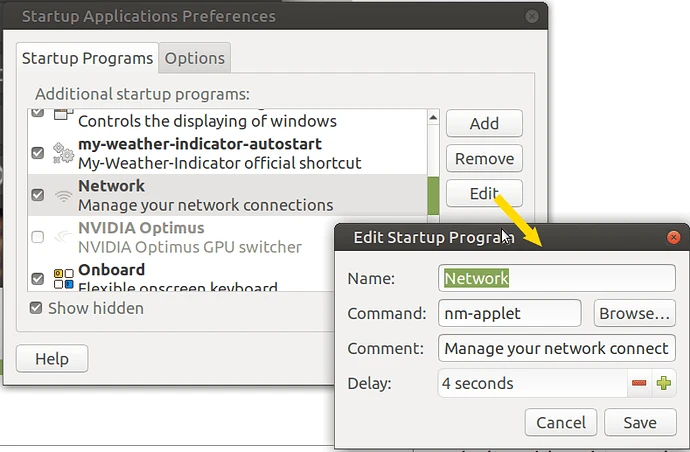 Startup Applications Preferences
Startup Programs
Options
Additional startup programs:
Controls the displaying of windows
my-weather-indicator-autostart
My-Weather-Indicator official shortcut
Network
Manage your network connections
NVIDIA Optimus
NVIDIA Optimus GPU switcher
Onboard
Flexible onscreen keyboard
Add
Remove
Edit
Show hidden
Help
Edit Startup Program
Name:
Network
Command:
nm-applet
Browse...
Comment:
Manage your network connect
Delay:
4 seconds
Cancel
Save